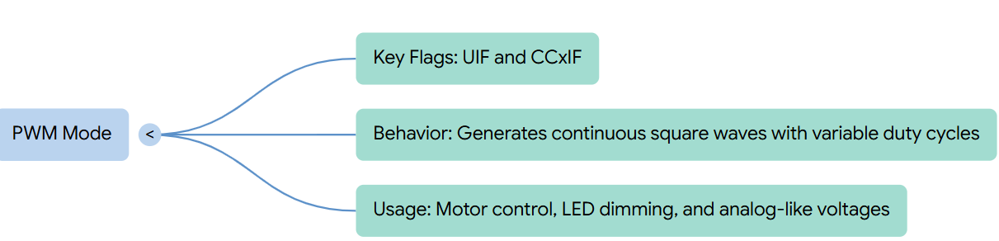 Key Flags: UIF and CCxIF
PWM Mode
<
Behavior: Generates continuous square waves with variable duty cycles
Usage: Motor control, LED dimming, and analog-like voltages